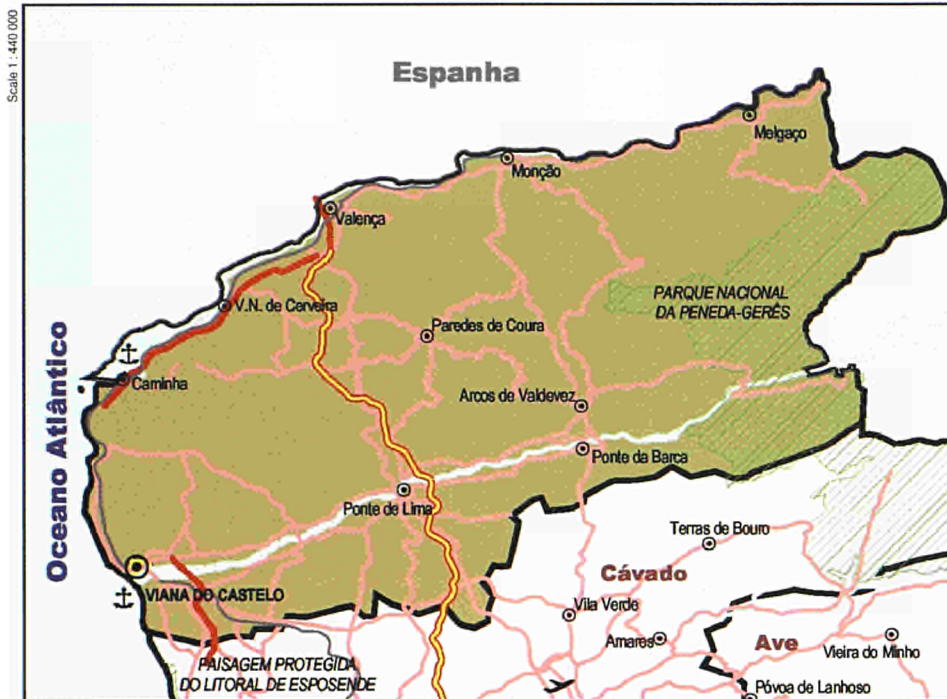 Scale 1 : 440 000
Espanha
Melgaço
Monção
Valença
PARQUE NACIONAL
DA PENEDA-GERÊS
V.N. de Cerveira
Paredes de Coura
Oceano Atlântico
Caminha
Arcos de Valdevez
Ponte da Barca
Ponte de Lima
Terras de Bouro
Cávado
VIANA DO CASTELO
Vila Verde
Amares
Ave
Vieira do Minho
PAISAGEM PROTEGIDA
DO LITORAL DE ESPOSENDE
Póvoa de Lanhoso